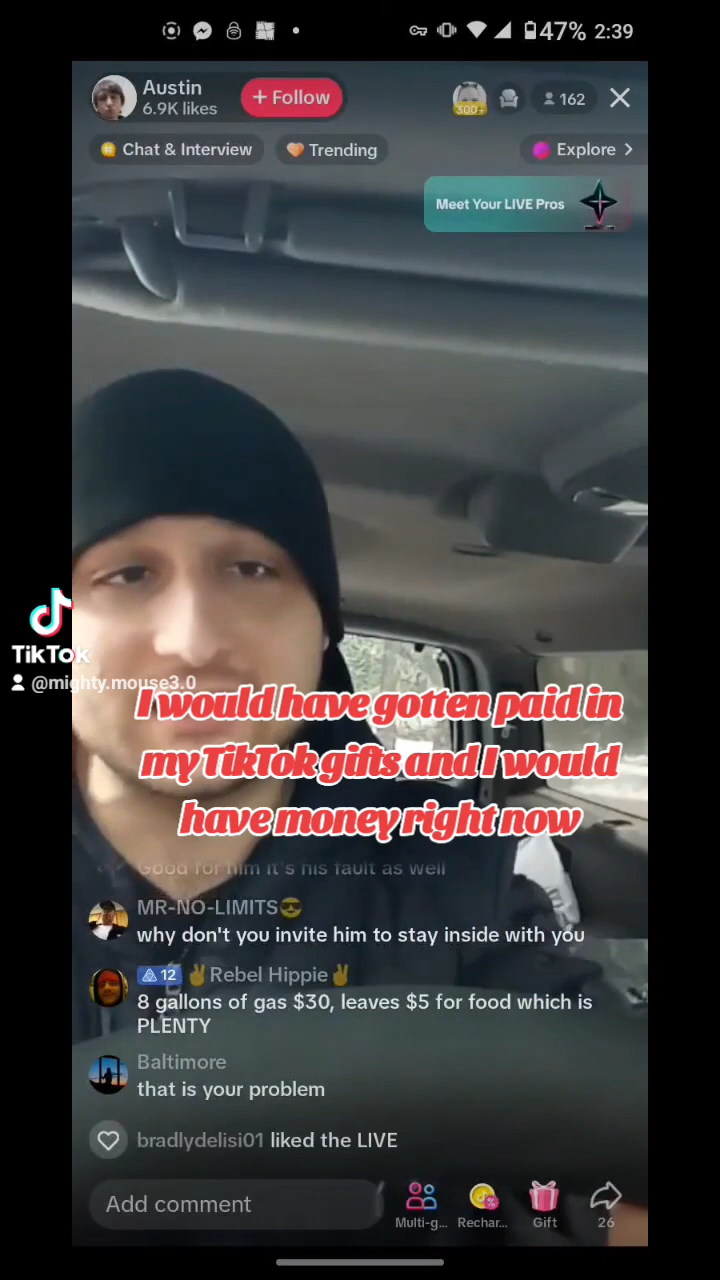 47% 2:39
Austin
6.9K likes
+ Follow
300+
162
Chat & Interview
Trending
Explore >
Meet Your LIVE Pros
TikTok
@mighty.mouse3.0
I would have gotten paid in
my TikTok gifts and I would
have money right now
Good for him it's his fault as well
MR-NO-LIMITS😎
why don't you invite him to stay inside with you
12 ✌Rebel Hippie✌
8 gallons of gas $30, leaves $5 for food which is
PLENTY
Baltimore
that is your problem
bradlydelisi01 liked the LIVE
Add comment
Multi-g...
Rechar...
Gift
26